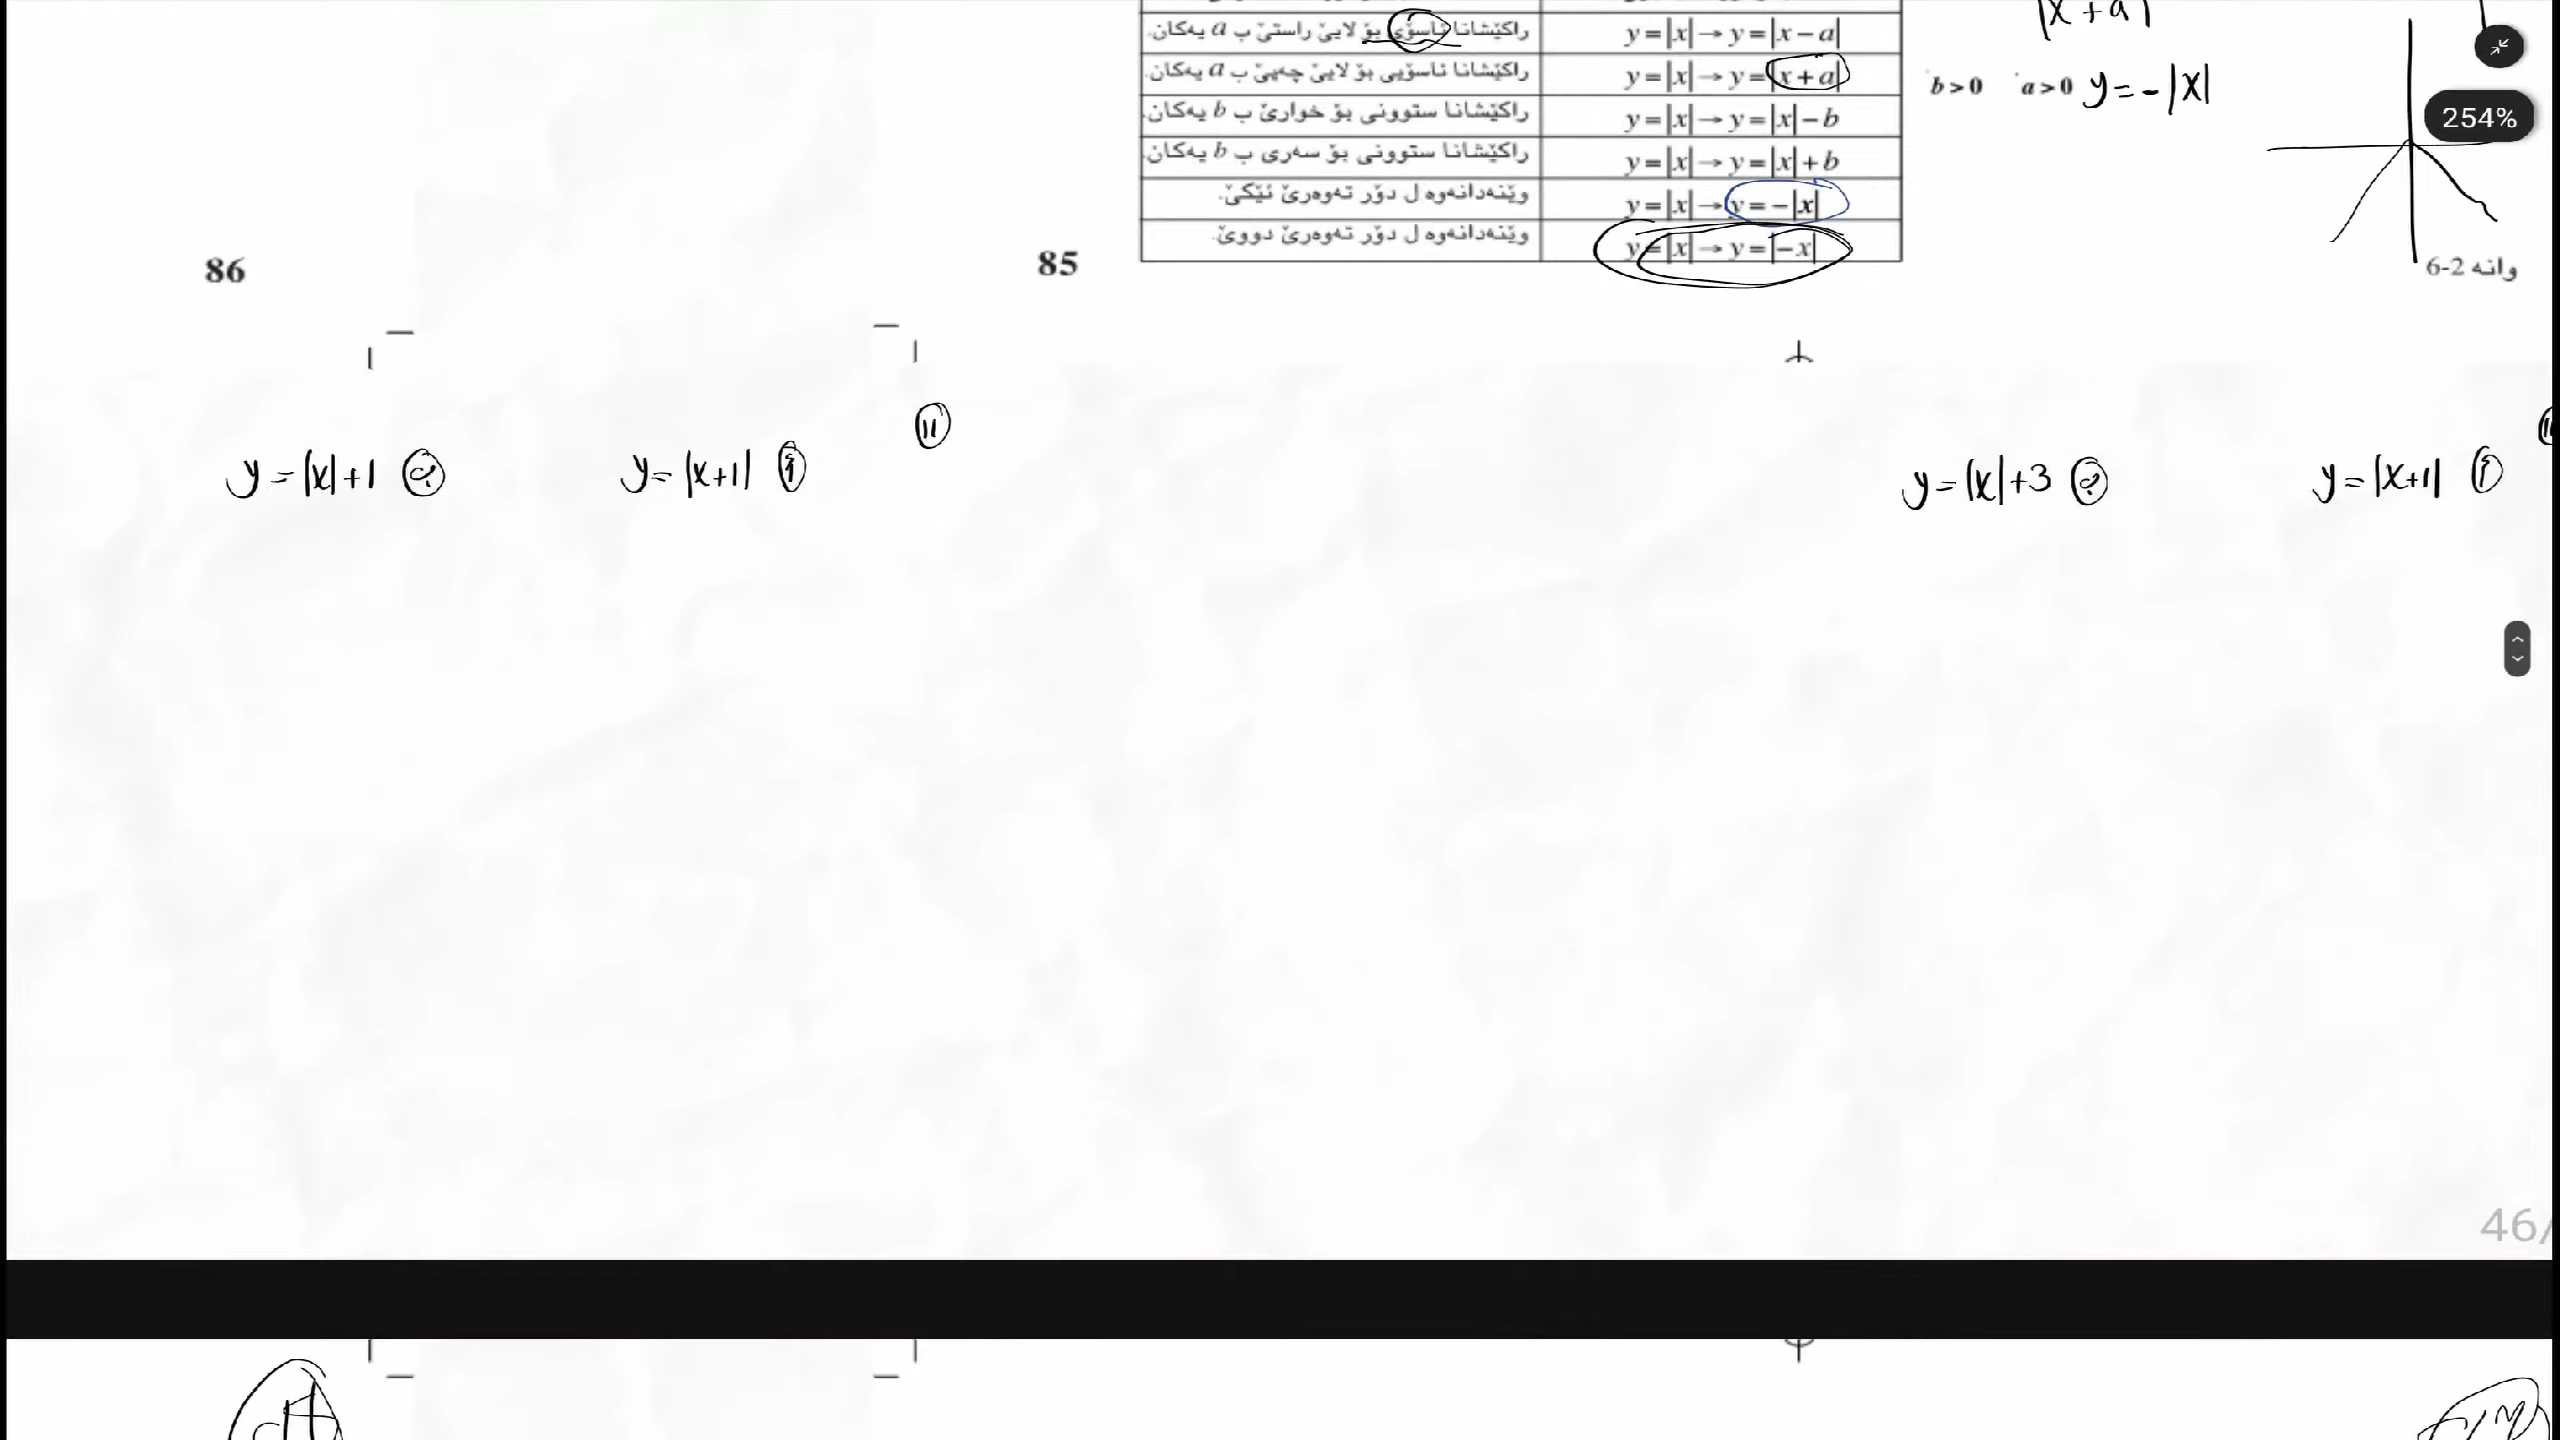 |x+a|
راکێشانا ئاسۆی بۆ لایێ راستێ ب a یەکان. y=|x|→y=|x−a|
راکێشانا ئاسۆیی بۆ لایێ چەپێ ب a یەکان. y=|x|→y=|x+a|
b>0 a>0 y=-|x|
254%
راکێشانا ستوونی بۆ خوارێ ب b یەکان. y=|x|→y=|x|−b
راکێشانا ستوونی بۆ سەری ب b یەکان. y=|x|→y=|x|+b
وێنەدانەوە ل دۆر تەوەرێ ئێکێ. y=|x|→y=−|x|
وێنەدانەوە ل دۆر تەوەرێ دووێ. y=|x|→y=|−x|
وانە 2-6
85
86
y=|x+1| أ
y=|x|+3 ب
11
y=|x+1| أ
y=|x|+1 ب
46/